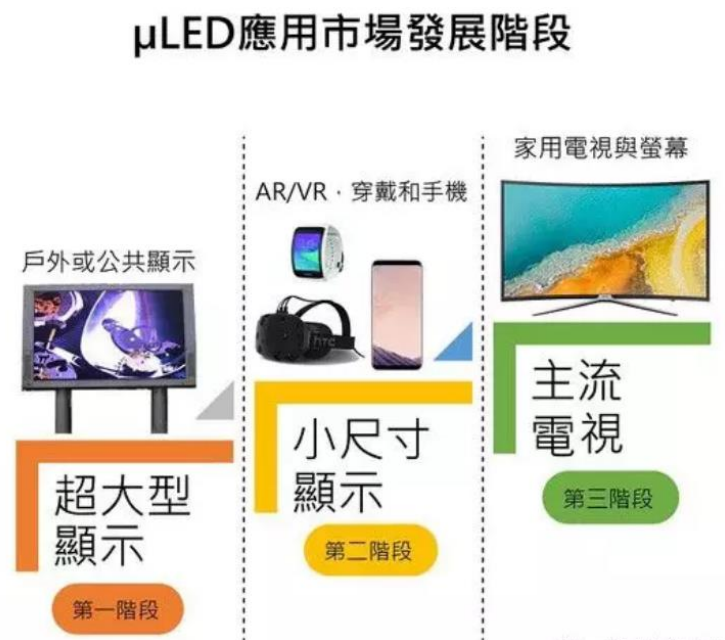 μLED應用市場發展階段
戶外或公共顯示
超大型
顯示
第一階段
AR/VR，穿戴和手機
htc
小尺寸
顯示
第二階段
家用電視與螢幕
主流
電視
第三階段